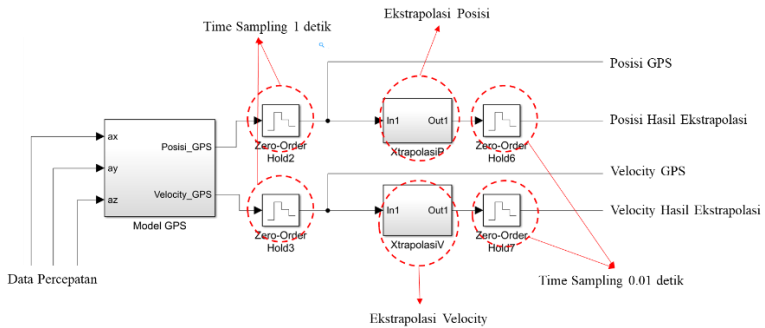 Ekstrapolasi Posisi
Time Sampling 1 detik
Posisi GPS
ax
ay
az
Posisi_GPS
Velocity_GPS
Model GPS
Zero-Order
Hold2
In1
Out1
XtrapolasiP
Zero-Order
Hold6
Posisi Hasil Ekstrapolasi
Velocity GPS
Zero-Order
Hold3
In1
Out1
XtrapolasiV
Zero-Order
Hold7
Velocity Hasil Ekstrapolasi
Data Percepatan
Time Sampling 0.01 detik
Ekstrapolasi Velocity